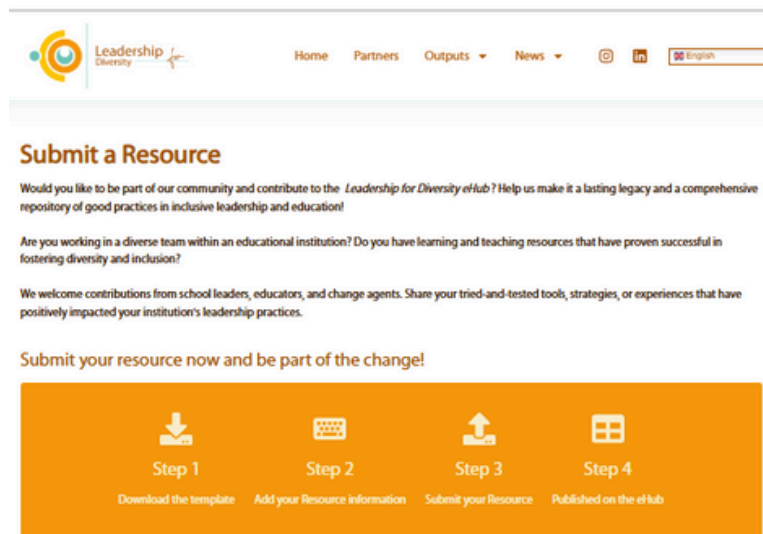 Leadership for
Diversity
Home Partners Outputs News English
Submit a Resource
Would you like to be part of our community and contribute to the Leadership for Diversity eHub? Help us make it a lasting legacy and a comprehensive
repository of good practices in inclusive leadership and education!
Are you working in a diverse team within an educational institution? Do you have learning and teaching resources that have proven successful in
fostering diversity and inclusion?
We welcome contributions from school leaders, educators, and change agents. Share your tried-and-tested tools, strategies, or experiences that have
positively impacted your institution's leadership practices.
Submit your resource now and be part of the change!
Step 1 Step 2 Step 3 Step 4
Download the template Add your Resource information Submit your Resource Published on the eHub